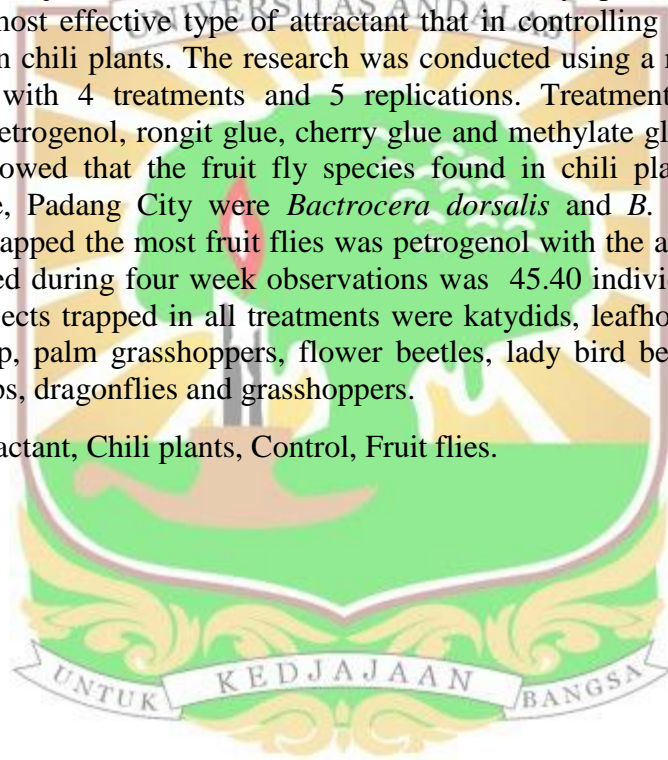 most effective type of attractant that in controlling
UNIVERSITAS ANDALAS
n chili plants. The research was conducted using a
with 4 treatments and 5 replications. Treatment
etrogenol, rongit glue, cherry glue and methylate gl
owed that the fruit fly species found in chili pla
e, Padang City were Bactrocera dorsalis and B.
apped the most fruit flies was petrogenol with the a
ed during four week observations was 45.40 indivi
ects trapped in all treatments were katydids, leafho
p, palm grasshoppers, flower beetles, lady bird be
os, dragonflies and grasshoppers.
actant, Chili plants, Control, Fruit flies.
UNTUK KEDJAJAAN BANGSA